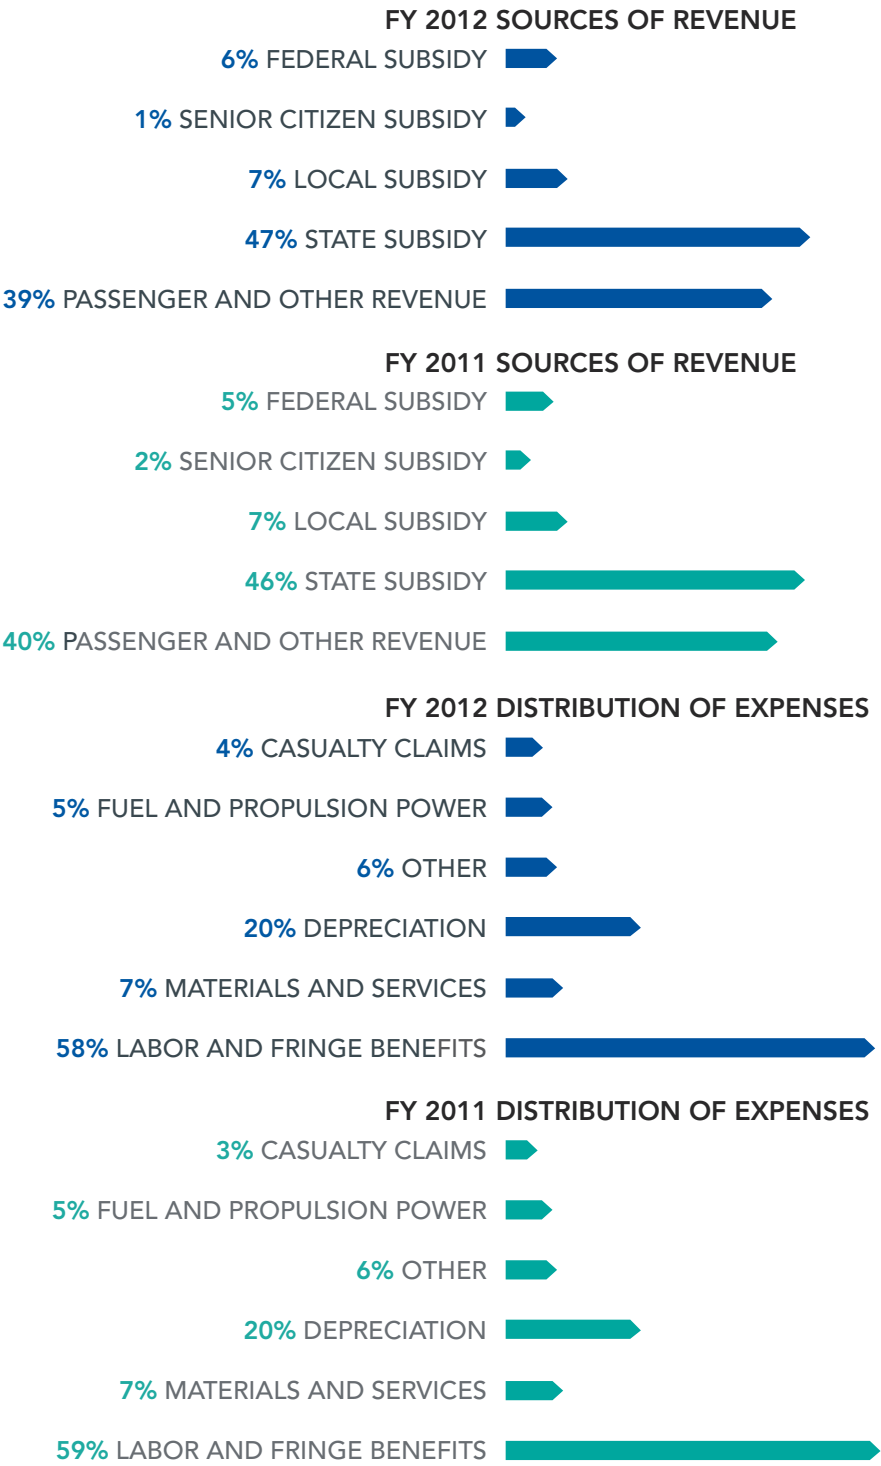 FY 2012 SOURCES OF REVENUE
6% FEDERAL SUBSIDY
1% SENIOR CITIZEN SUBSIDY
7% LOCAL SUBSIDY
47% STATE SUBSIDY
39% PASSENGER AND OTHER REVENUE
FY 2011 SOURCES OF REVENUE
5% FEDERAL SUBSIDY
2% SENIOR CITIZEN SUBSIDY
7% LOCAL SUBSIDY
46% STATE SUBSIDY
40% PASSENGER AND OTHER REVENUE
FY 2012 DISTRIBUTION OF EXPENSES
4% CASUALTY CLAIMS
5% FUEL AND PROPULSION POWER
6% OTHER
20% DEPRECIATION
7% MATERIALS AND SERVICES
58% LABOR AND FRINGE BENEFITS
FY 2011 DISTRIBUTION OF EXPENSES
3% CASUALTY CLAIMS
5% FUEL AND PROPULSION POWER
6% OTHER
20% DEPRECIATION
7% MATERIALS AND SERVICES
59% LABOR AND FRINGE BENEFITS